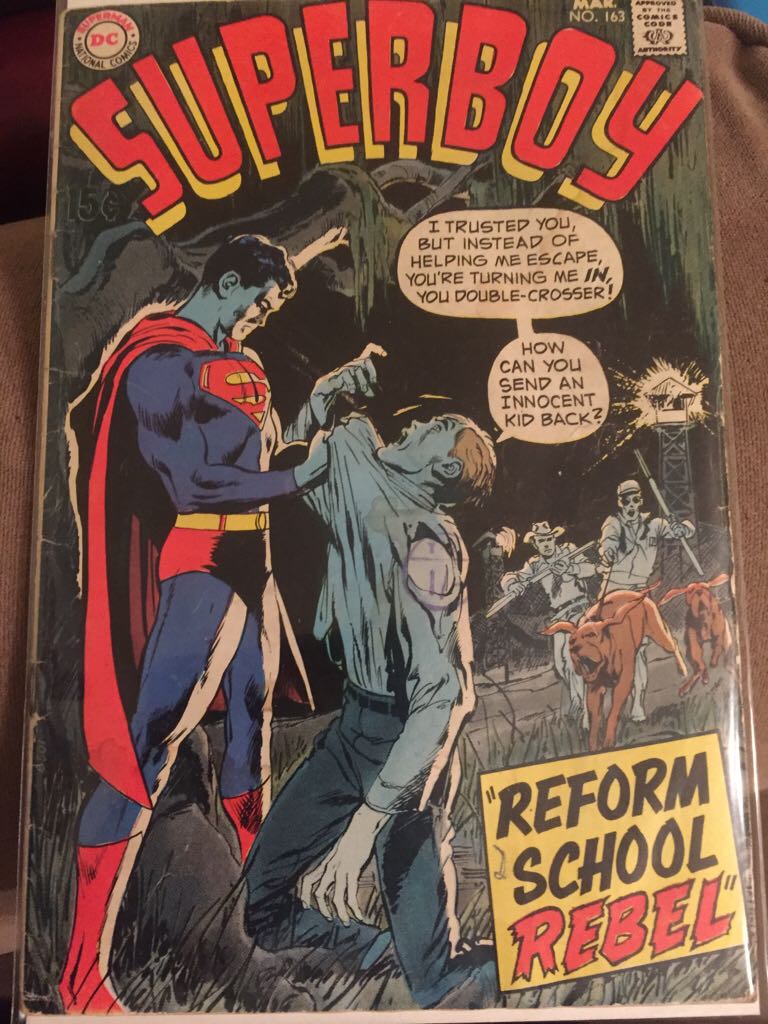 SUPERMAN
DC
NATIONAL COMICS
MAR.
NO. 163
APPROVED
BY THE
COMICS
CODE
AUTHORITY
SUPERBOY
15¢
I TRUSTED YOU,
BUT INSTEAD OF
HELPING ME ESCAPE,
YOU'RE TURNING ME IN,
YOU DOUBLE-CROSSER!
HOW
CAN YOU
SEND AN
INNOCENT
KID BACK?
"REFORM
SCHOOL
REBEL"